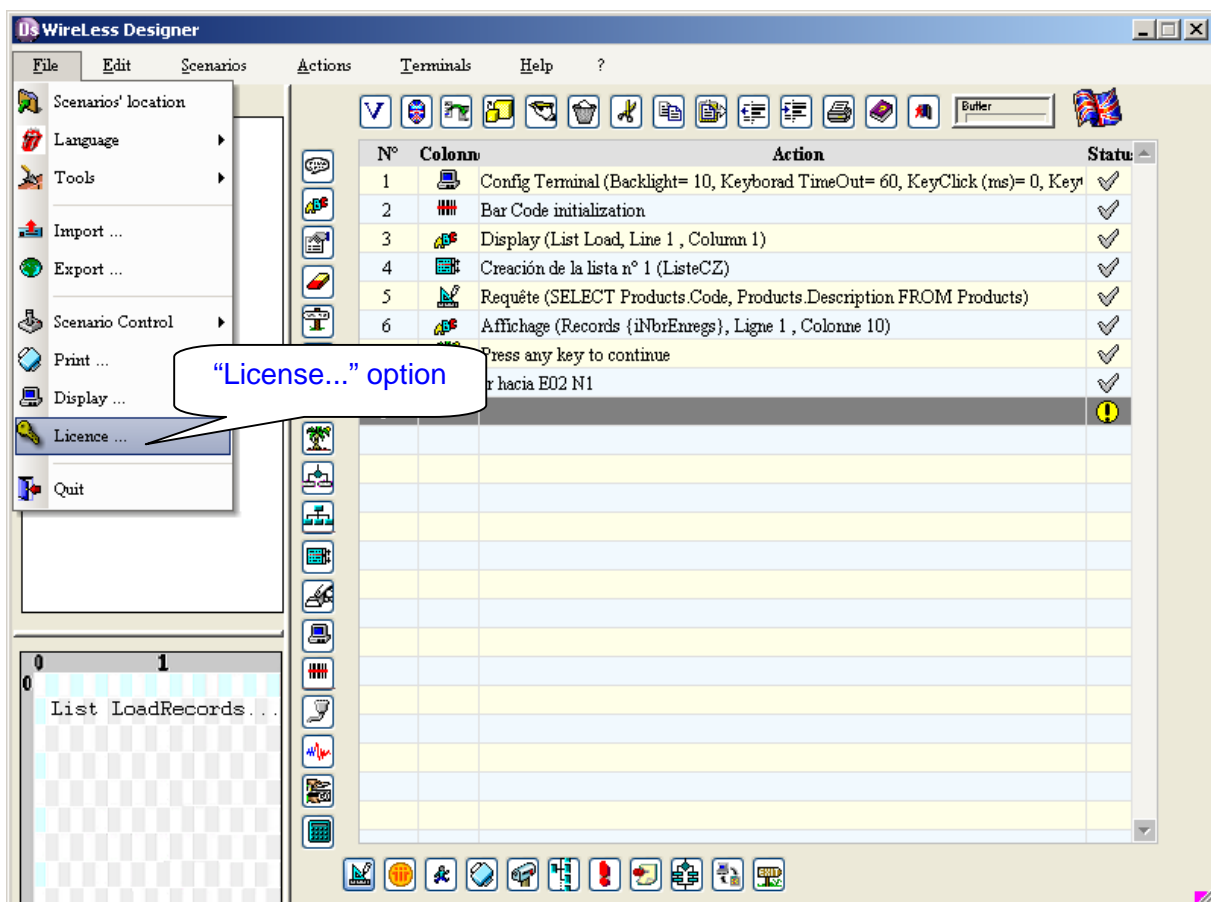 WireLess Designer
File Edit Scenarios Actions Terminals Help ?
Scenarios' location
Language
Tools
Import ...
Export ...
Scenario Control
Print ...
Display ...
Licence ...
Quit
“License...” option
Buffer
N° Colonn Action Statu
1 Config Terminal (Backlight= 10, Keyborad TimeOut= 60, KeyClick (ms)= 0, Key
2 Bar Code initialization
3 Display (List Load, Line 1 , Column 1)
4 Creación de la lista n° 1 (ListeCZ)
5 Requête (SELECT Products.Code, Products.Description FROM Products)
6 Affichage (Records {iNbrEnregs}, Ligne 1 , Colonne 10)
Press any key to continue
r hacia E02 N1
0 1
0
List LoadRecords...